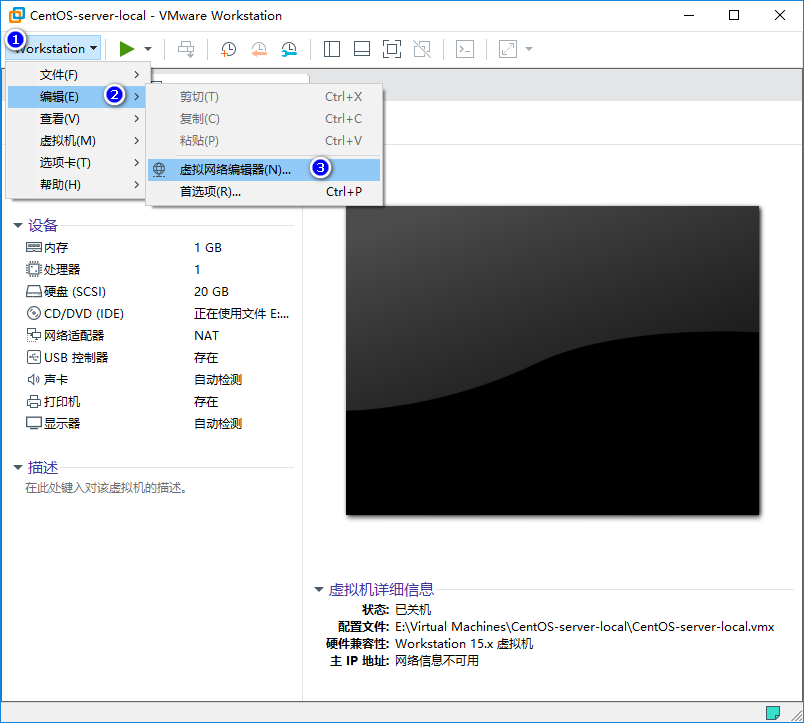 CentOS-server-local - VMware Workstation
1
Workstation
文件(F)
编辑(E) 2
查看(V)
虚拟机(M)
选项卡(T)
帮助(H)
剪切(T) Ctrl+X
复制(C) Ctrl+C
粘贴(P) Ctrl+V
虚拟网络编辑器(N)... 3
首选项(R)... Ctrl+P
设备
内存 1 GB
处理器 1
硬盘 (SCSI) 20 GB
CD/DVD (IDE) 正在使用文件 E:...
网络适配器 NAT
USB 控制器 存在
声卡 自动检测
打印机 存在
显示器 自动检测
描述
在此处键入对该虚拟机的描述。
虚拟机详细信息
状态: 已关机
配置文件: E:\Virtual Machines\CentOS-server-local\CentOS-server-local.vmx
硬件兼容性: Workstation 15.x 虚拟机
主 IP 地址: 网络信息不可用